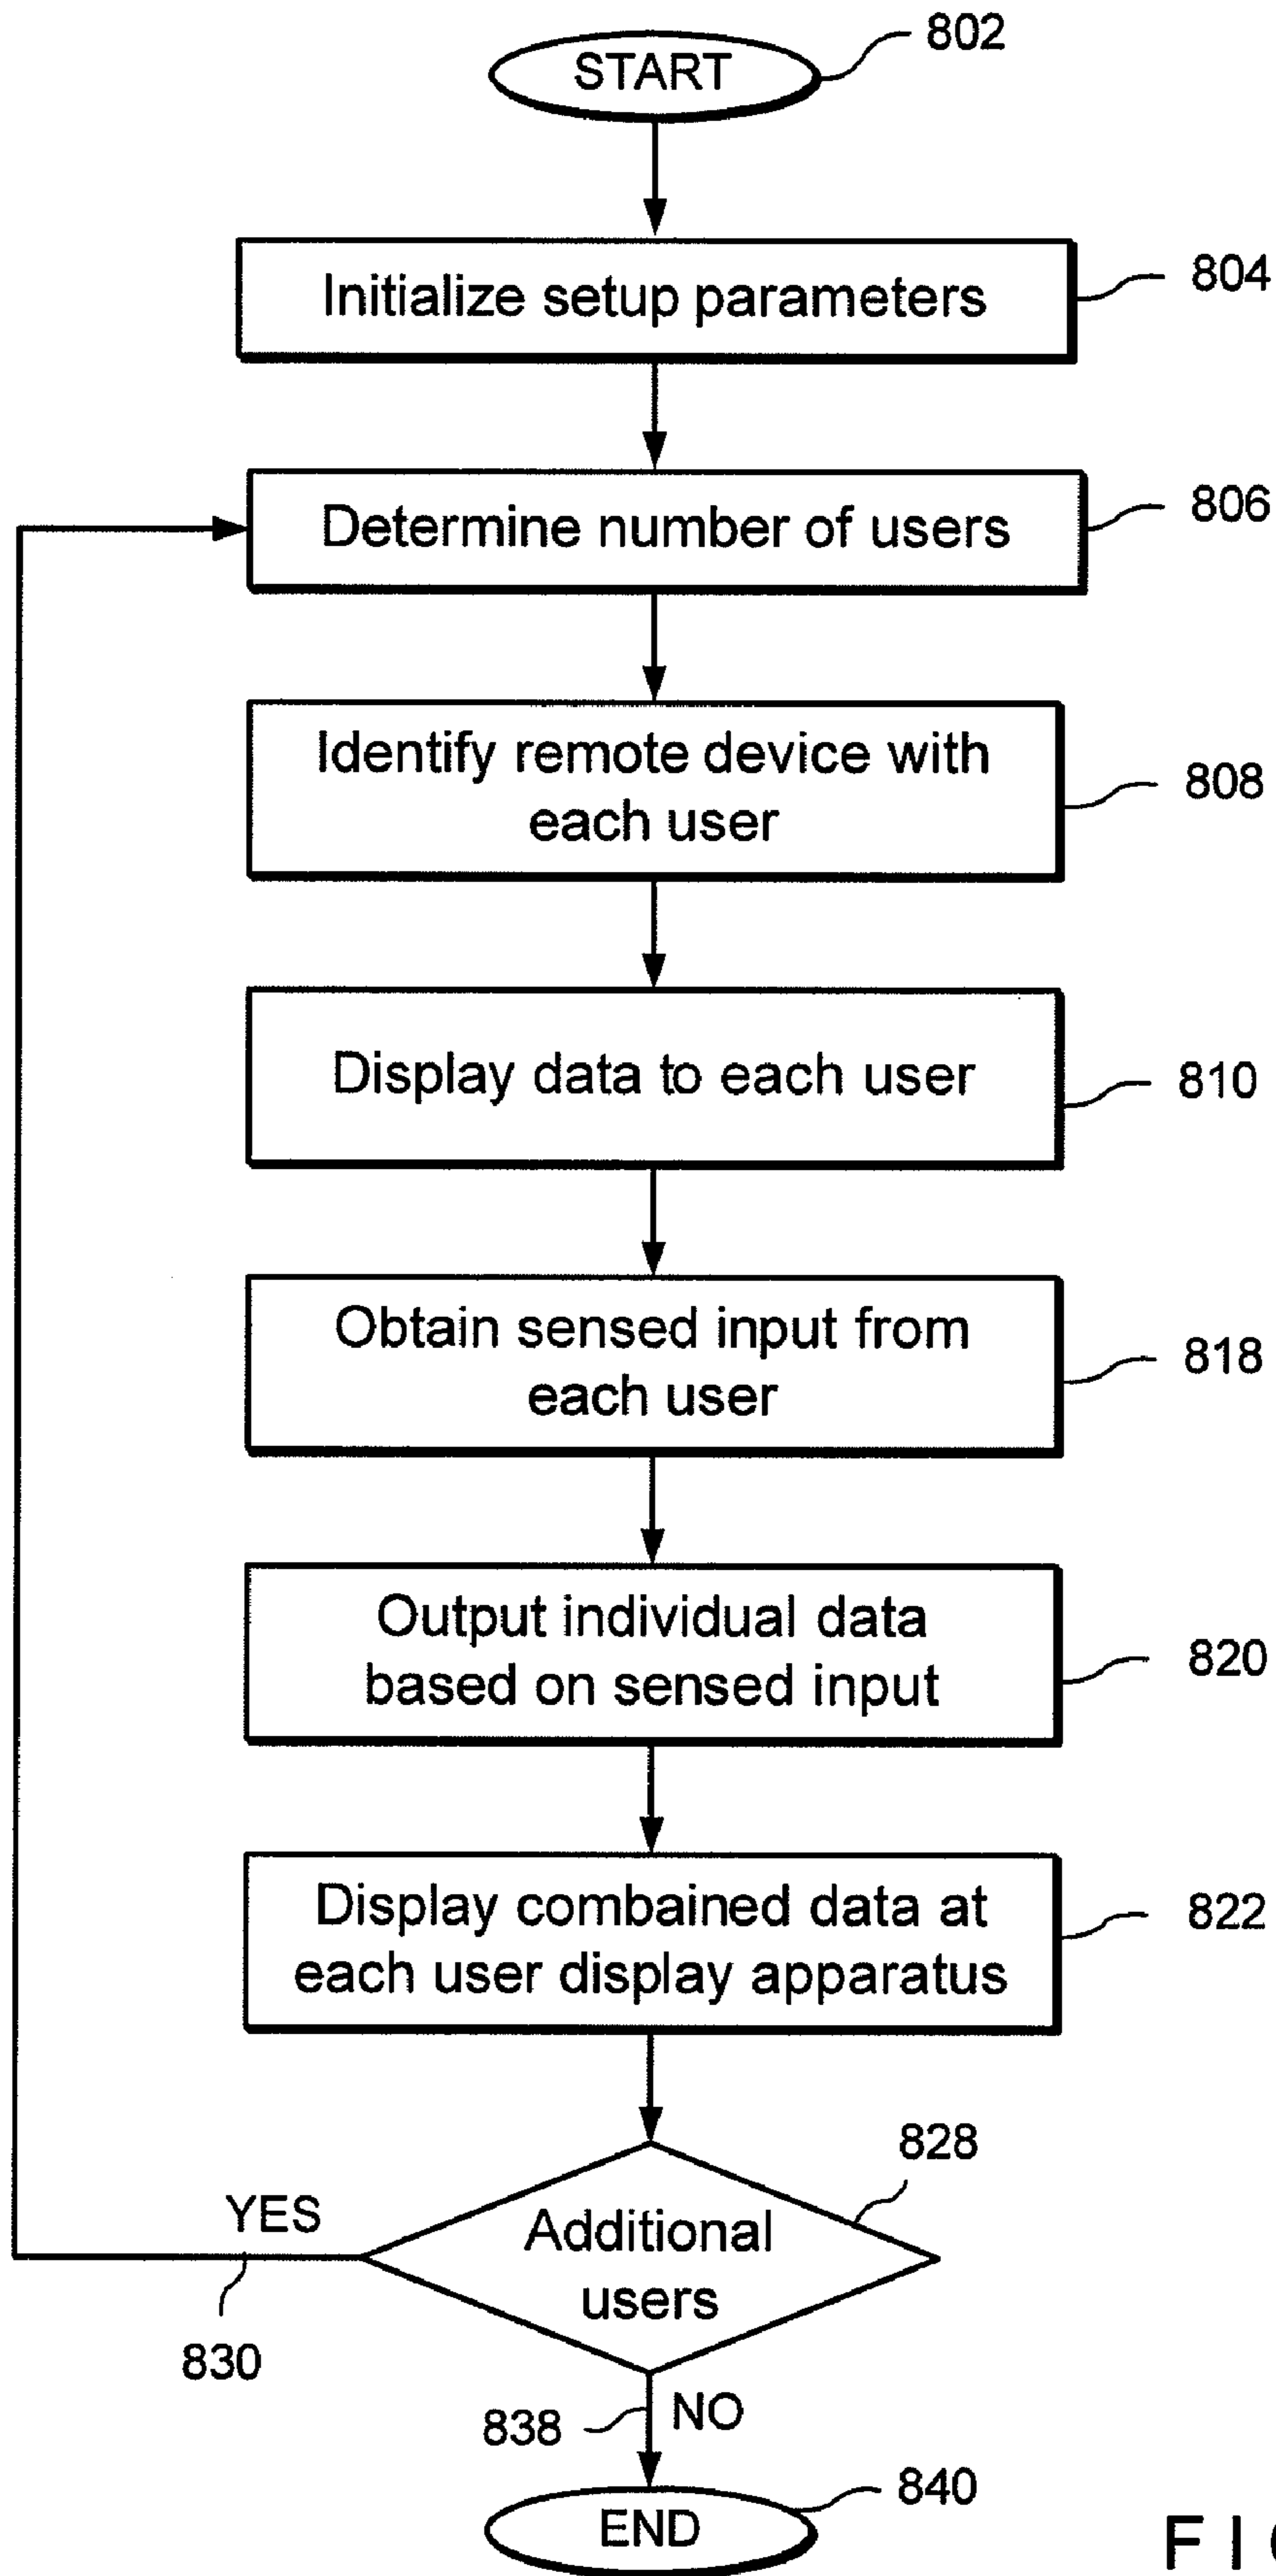 START
802
Initialize setup parameters
804
Determine number of users
806
Identify remote device with
each user
808
Display data to each user
810
Obtain sensed input from
each user
818
Output individual data
based on sensed input
820
Display combained data at
each user display apparatus
822
828
Additional
users
YES
830
838
NO
END
840